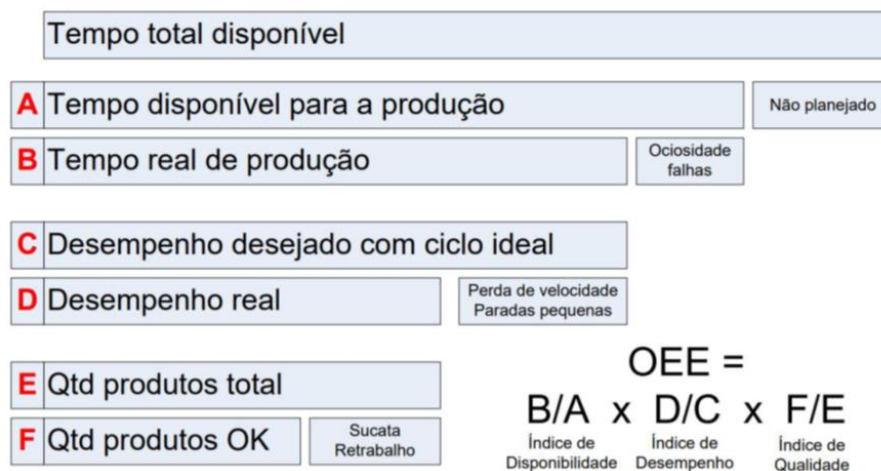 Tempo total disponível
A Tempo disponível para a produção
Não planejado
B Tempo real de produção
Ociosidade
falhas
C Desempenho desejado com ciclo ideal
D Desempenho real
Perda de velocidade
Paradas pequenas
E Qtd produtos total
F Qtd produtos OK
Sucata
Retrabalho
OEE =
B/A x D/C x F/E
Índice de
Disponibilidade
Índice de
Desempenho
Índice de
Qualidade